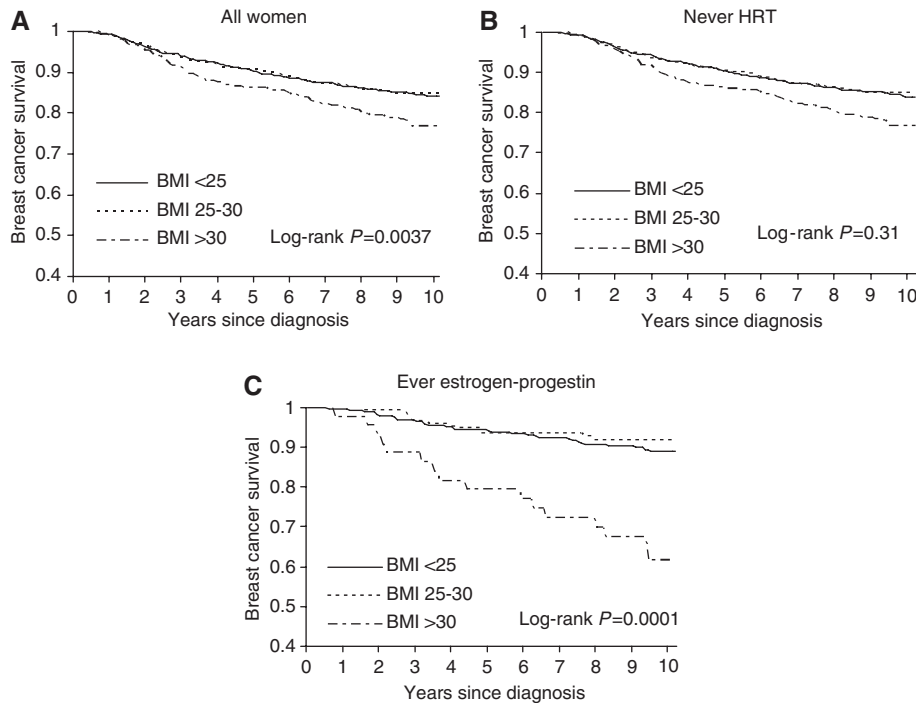 A
All women
1
0.9
0.8
0.7
0.6
0.5
0.4
Breast cancer survival
BMI <25
BMI 25-30
BMI >30
Log-rank P=0.0037
0 1 2 3 4 5 6 7 8 9 10
Years since diagnosis
B
Never HRT
1
0.9
0.8
0.7
0.6
0.5
0.4
Breast cancer survival
BMI <25
BMI 25-30
BMI >30
Log-rank P=0.31
0 1 2 3 4 5 6 7 8 9 10
Years since diagnosis
C
Ever estrogen-progestin
1
0.9
0.8
0.7
0.6
0.5
0.4
Breast cancer survival
BMI <25
BMI 25-30
BMI >30
Log-rank P=0.0001
0 1 2 3 4 5 6 7 8 9 10
Years since diagnosis